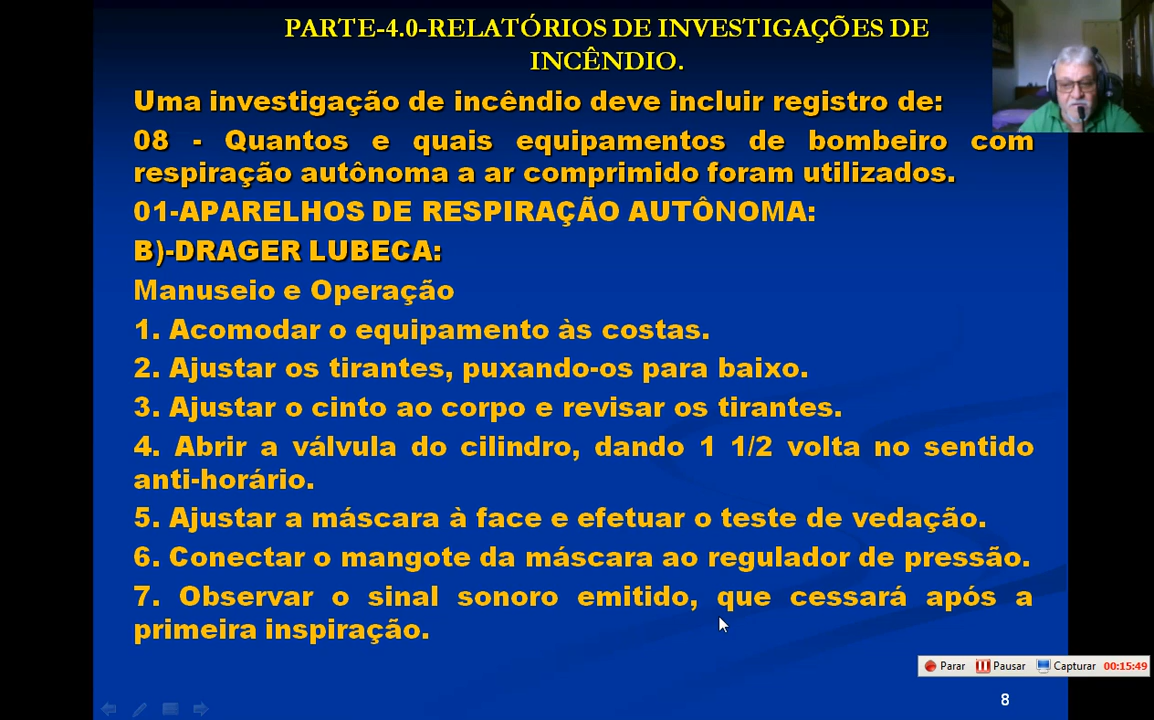 PARTE-4.0-RELATÓRIOS DE INVESTIGAÇÕES DE
INCÊNDIO.
Uma investigação de incêndio deve incluir registro de:
08 - Quantos e quais equipamentos de bombeiro com
respiração autônoma a ar comprimido foram utilizados.
01-APARELHOS DE RESPIRAÇÃO AUTÔNOMA:
B)-DRAGER LUBECA:
Manuseio e Operação
1. Acomodar o equipamento às costas.
2. Ajustar os tirantes, puxando-os para baixo.
3. Ajustar o cinto ao corpo e revisar os tirantes.
4. Abrir a válvula do cilindro, dando 1 1/2 volta no sentido
anti-horário.
5. Ajustar a máscara à face e efetuar o teste de vedação.
6. Conectar o mangote da máscara ao regulador de pressão.
7. Observar o sinal sonoro emitido, que cessará após a
primeira inspiração.
Parar Pausar Capturar 00:15:49
8